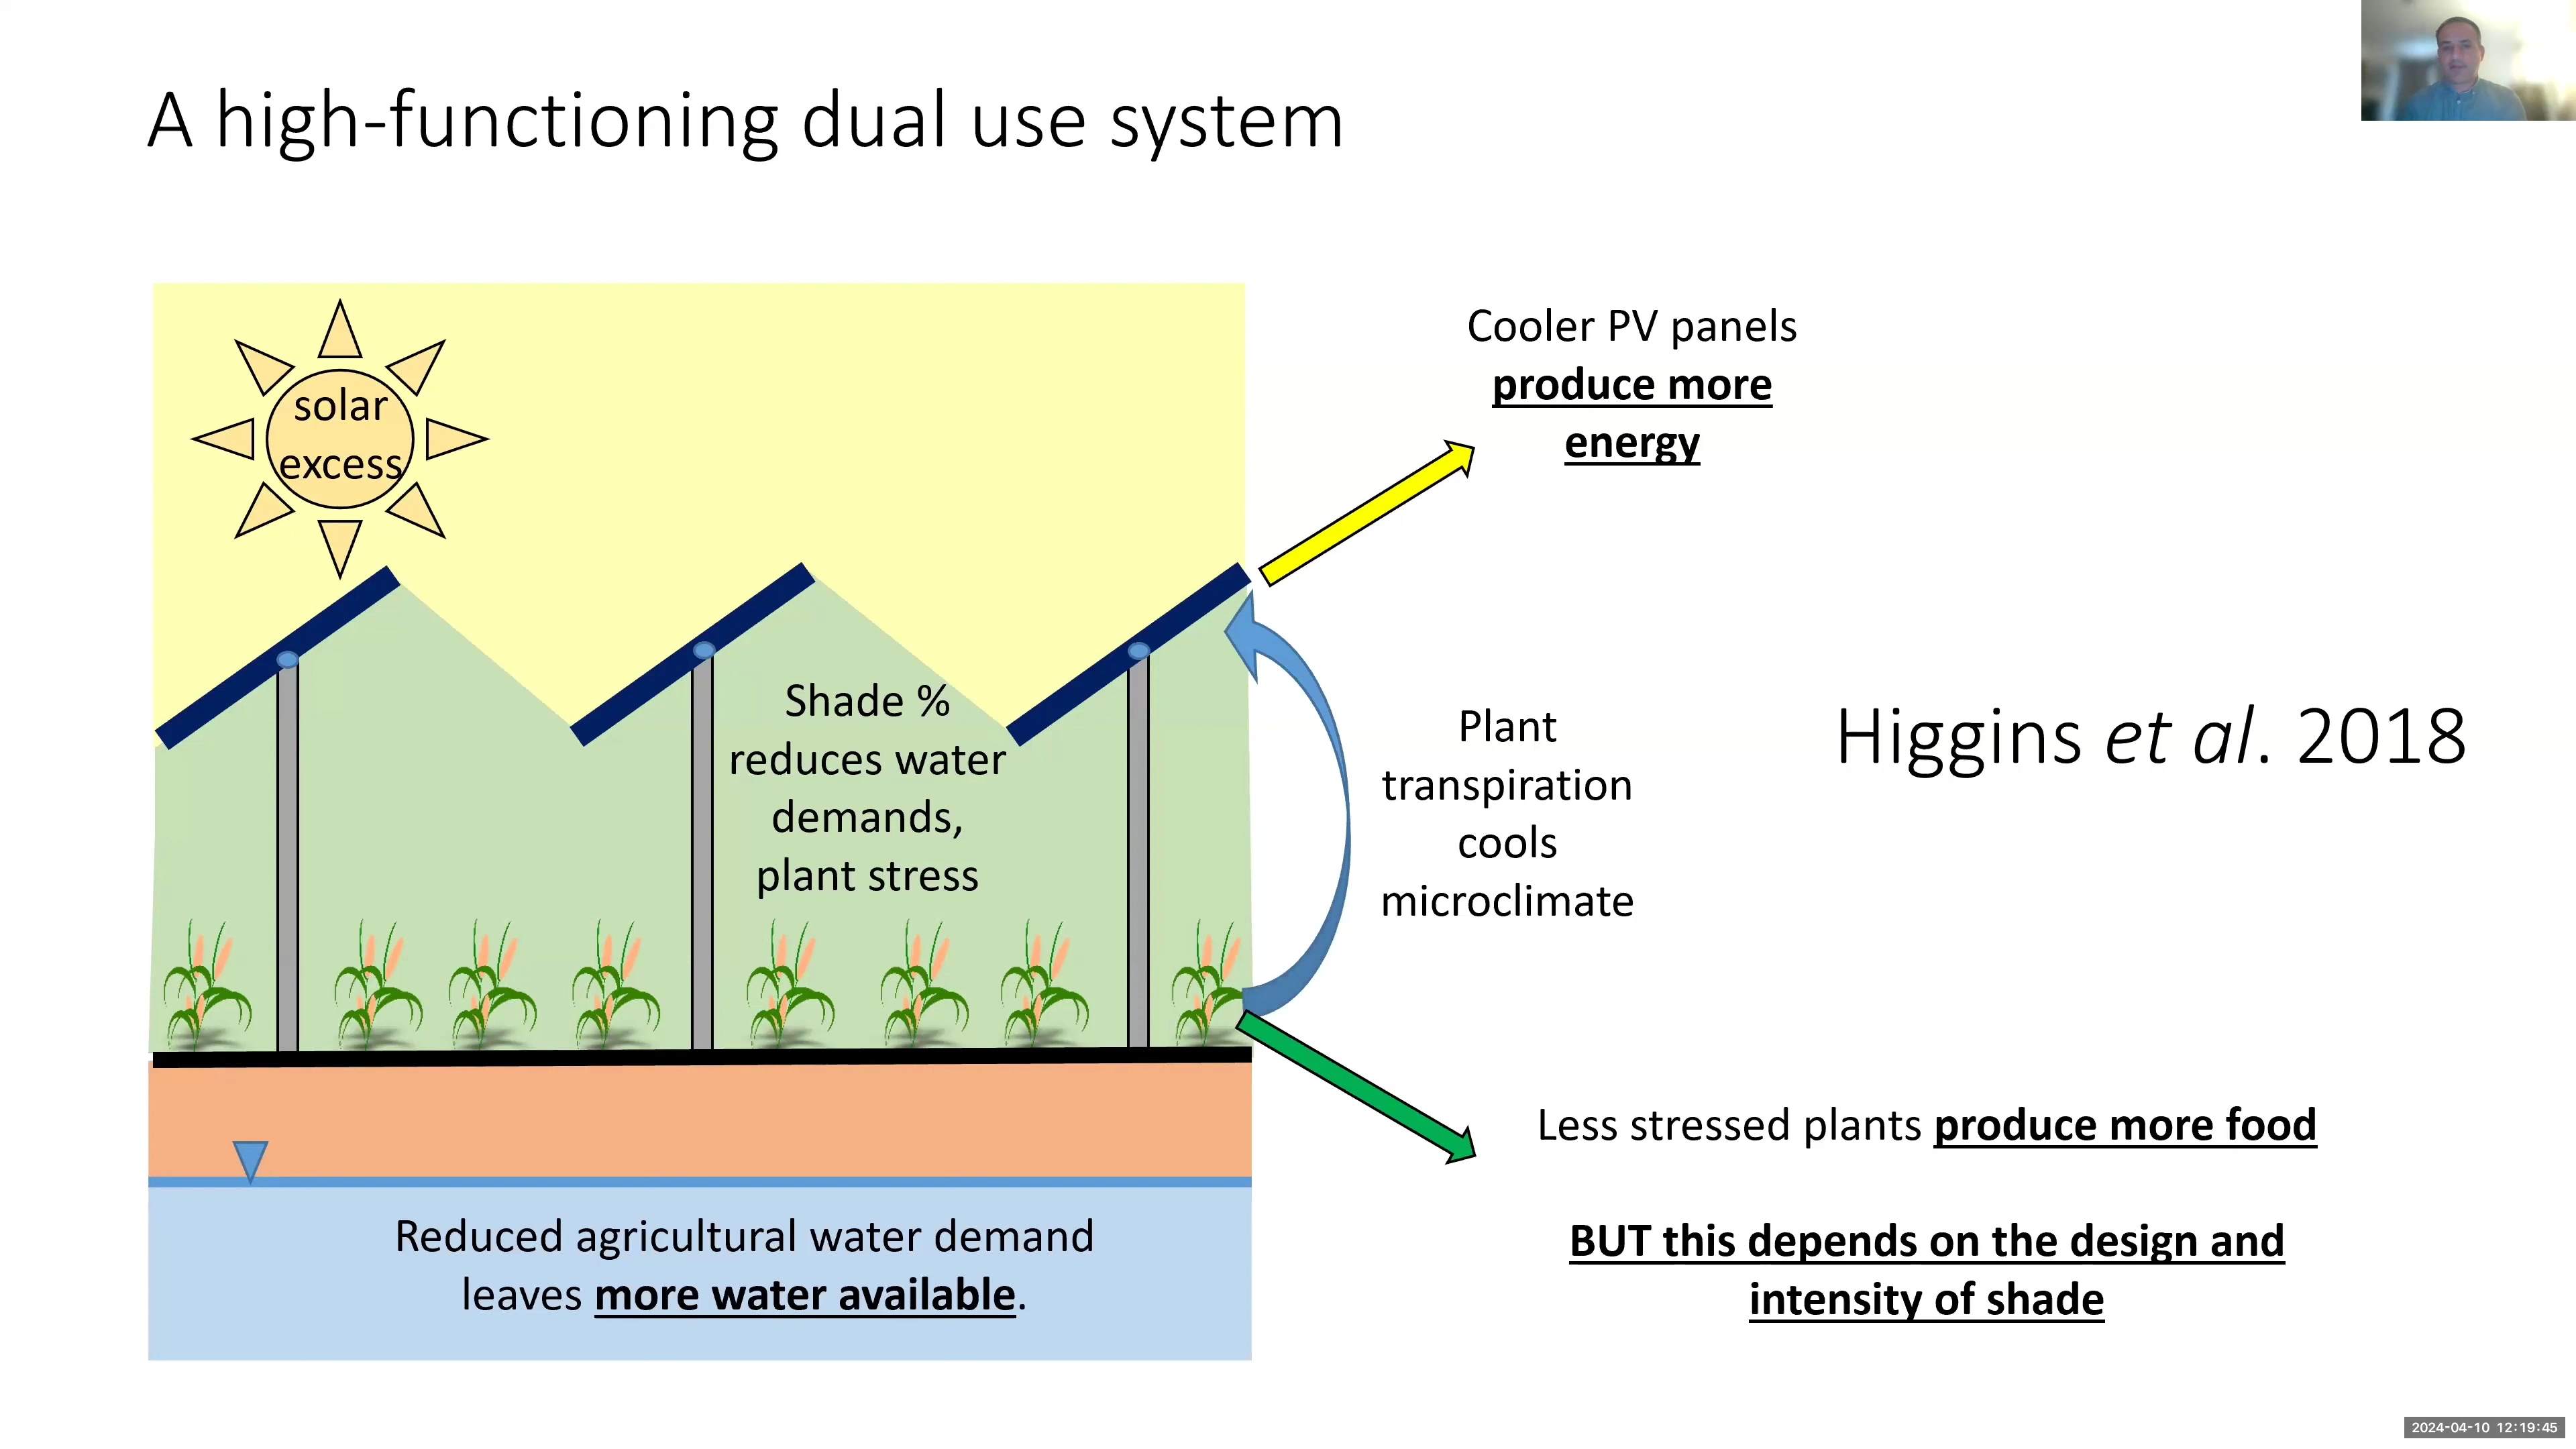 A high-functioning dual use system
solar
excess
Cooler PV panels
produce more
energy
Shade %
reduces water
demands,
plant stress
Plant
transpiration
cools
microclimate
Higgins et al. 2018
Less stressed plants produce more food
BUT this depends on the design and
intensity of shade
Reduced agricultural water demand
leaves more water available.
2024-04-10 12:19:45